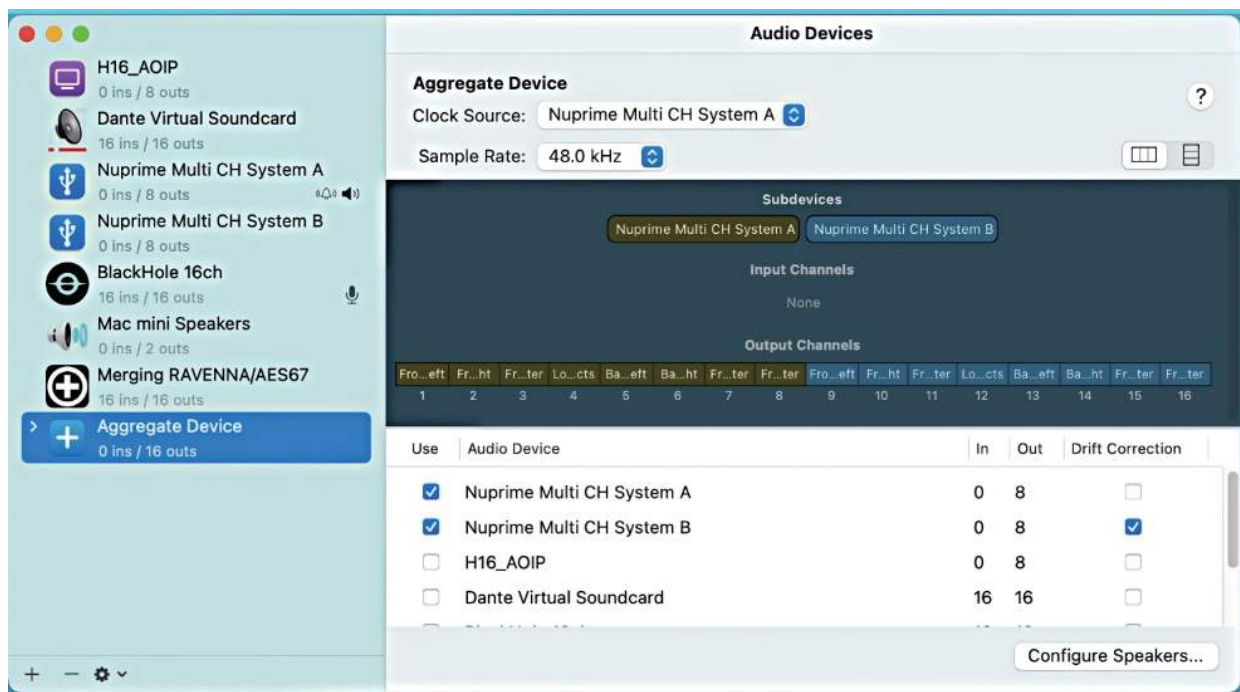 H16_AOIP
0 ins / 8 outs
Dante Virtual Soundcard
16 ins / 16 outs
Nuprime Multi CH System A
0 ins / 8 outs
Nuprime Multi CH System B
0 ins / 8 outs
BlackHole 16ch
16 ins / 16 outs
Mac mini Speakers
0 ins / 2 outs
Merging RAVENNA/AES67
16 ins / 16 outs
Aggregate Device
0 ins / 16 outs
Audio Devices
Aggregate Device
?
Clock Source: Nuprime Multi CH System A
Sample Rate: 48.0 kHz
Subdevices
Nuprime Multi CH System A Nuprime Multi CH System B
Input Channels
None
Output Channels
Fro...eft Fr...ht Fr...ter Lo...cts Ba...eft Ba...ht Fr...ter Fr...ter Fro...eft Fr...ht Fr...ter Lo...cts Ba...eft Ba...ht Fr...ter Fr...ter
1 2 3 4 5 6 7 8 9 10 11 12 13 14 15 16
Use Audio Device In Out Drift Correction
Nuprime Multi CH System A 0 8
Nuprime Multi CH System B 0 8
H16_AOIP 0 8
Dante Virtual Soundcard 16 16
Configure Speakers...